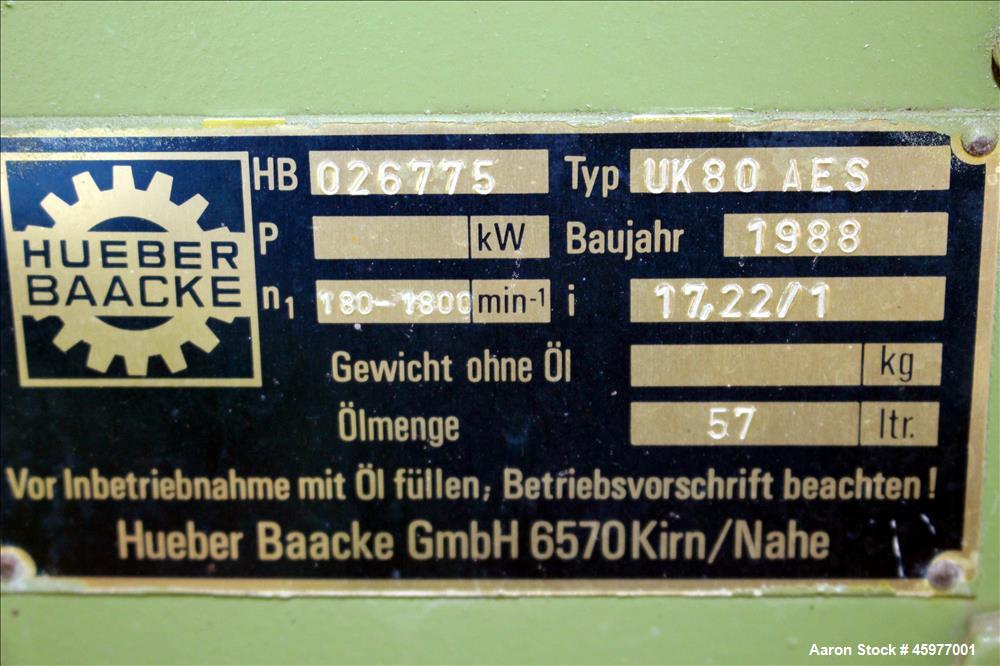 HUEBER
BAACKE
HB 026775 Typ UK80 AES
P kW Baujahr 1988
n1 180-1800 min-1 i 17,22/1
Gewicht ohne Öl kg
Ölmenge 57 ltr.
Vor Inbetriebnahme mit Öl füllen, Betriebsvorschrift beachten!
Hueber Baacke GmbH 6570 Kirn/Nahe
Aaron Stock # 45977001